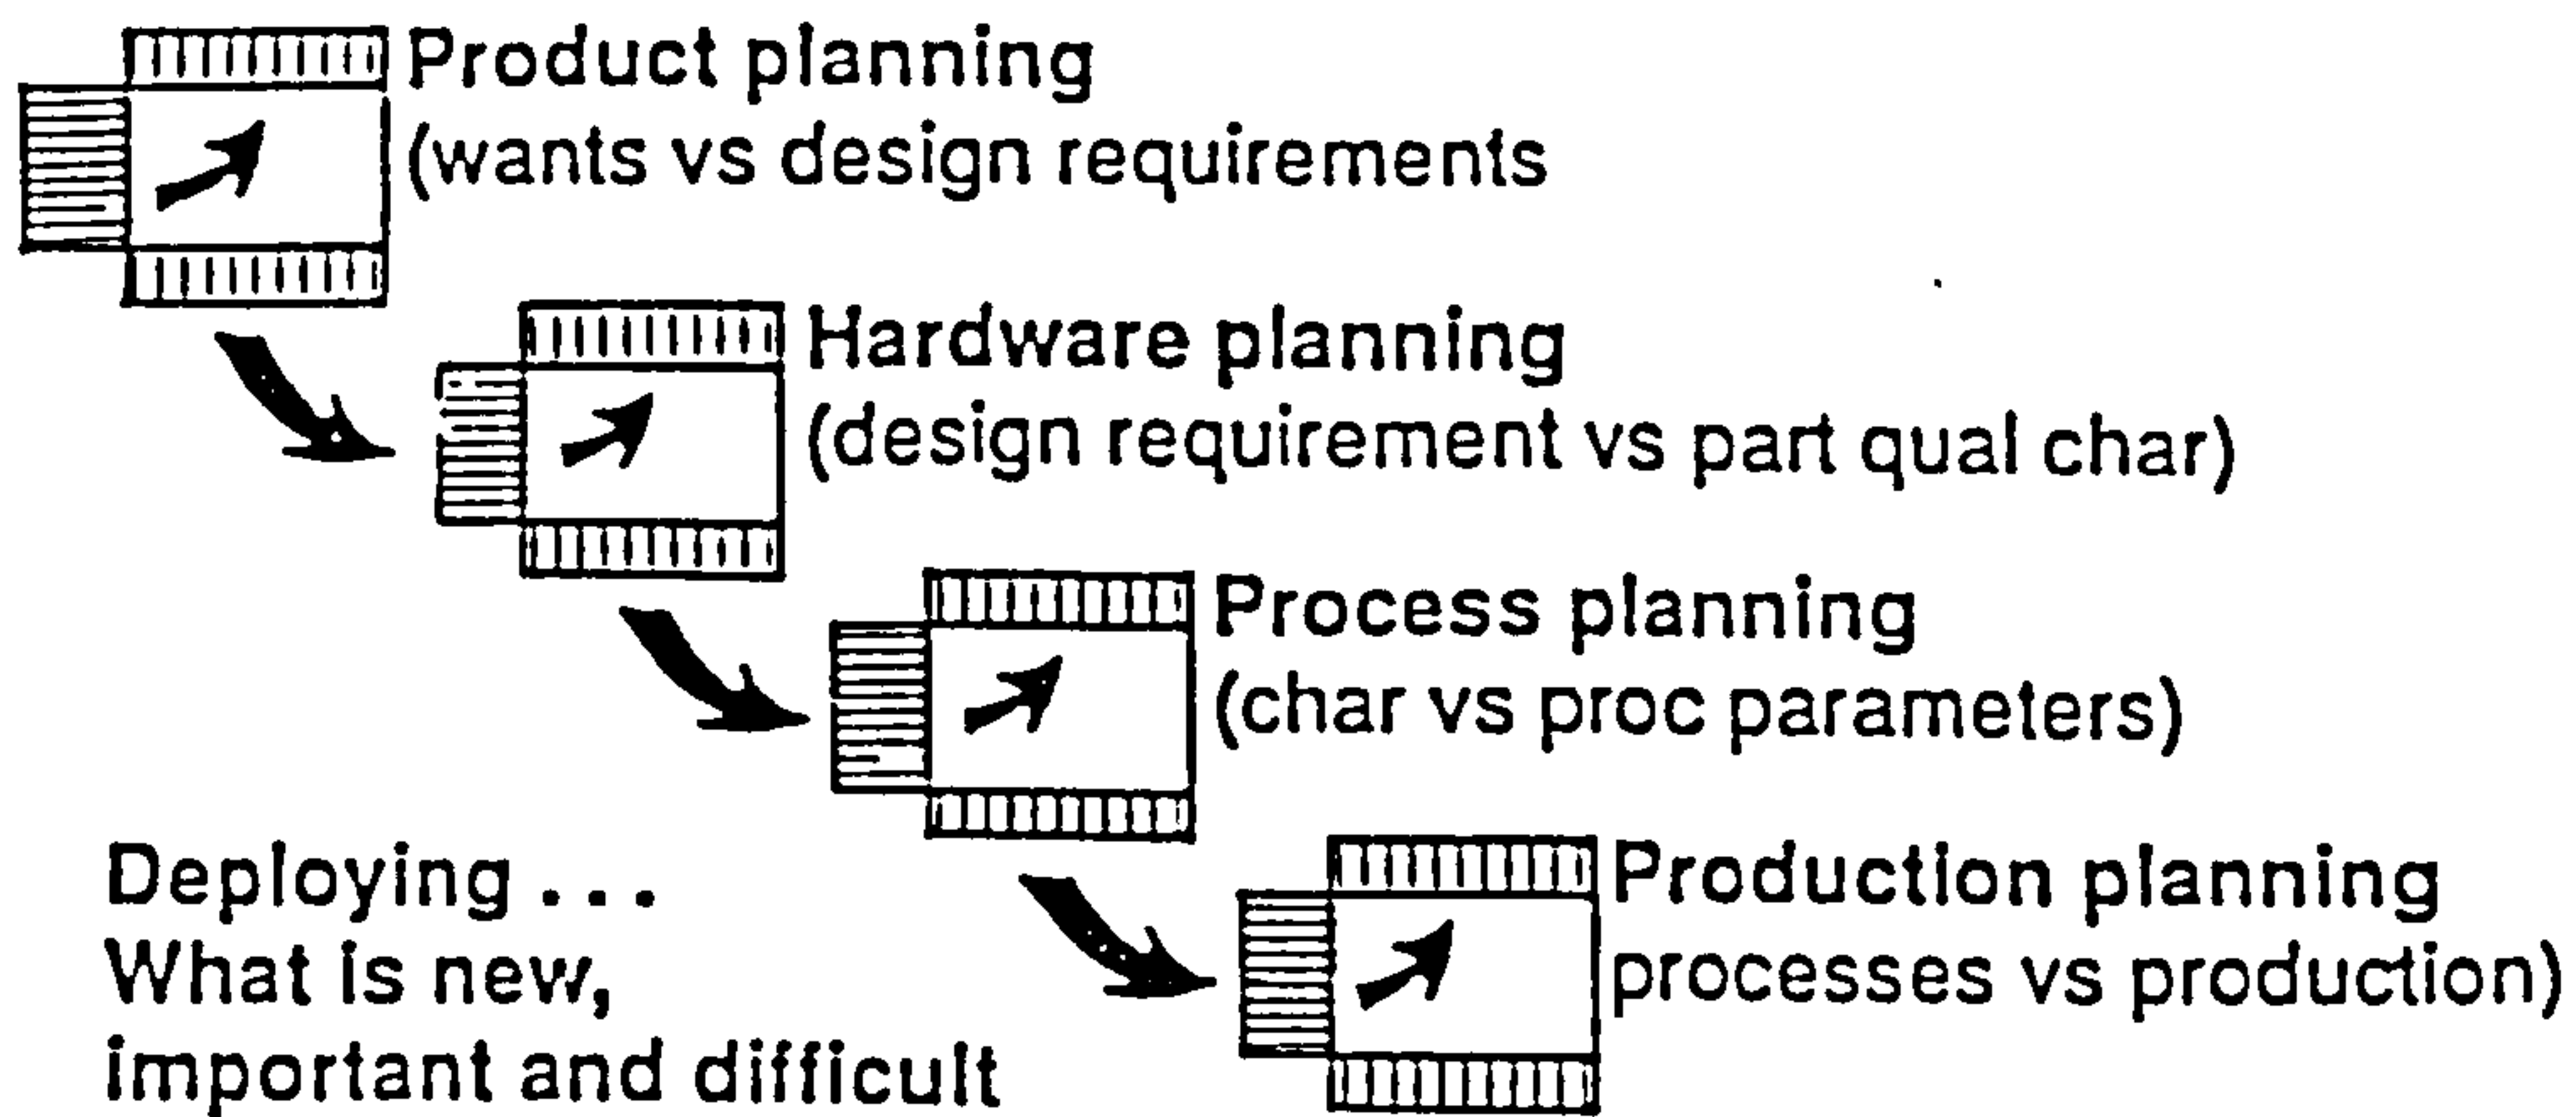 Product planning
(wants vs design requirements
Hardware planning
(design requirement vs part qual char)
Process planning
(char vs proc parameters)
Production planning
processes vs production)
Deploying . . .
What is new,
important and difficult